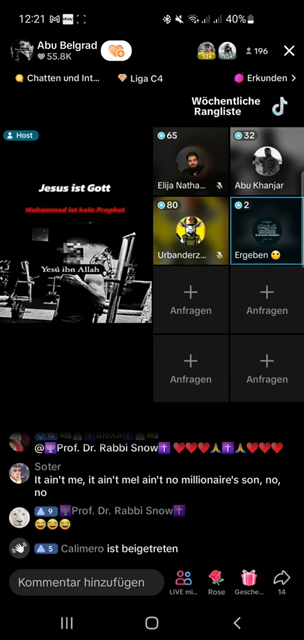 12:21
40%
Abu Belgrad
55.8K
196
Chatten und Int...
Liga C4
Erkunden >
Wöchentliche
Rangliste
Host
Jesus ist Gott
Mohammed ist kein Prophet
Yesú ibn Allah
65
Elija Natha...
32
Abu Khanjar
80
Urbanderz...
2
Ergeben
Anfragen
Anfragen
Anfragen
Anfragen
@Prof. Dr. Rabbi Snow
Soter
It ain't me, it ain't meI ain't no millionaire's son, no,
no
9 Prof. Dr. Rabbi Snow
5 Calimero ist beigetreten
Kommentar hinzufügen
LIVE mi...
Rose
Gesche...
14